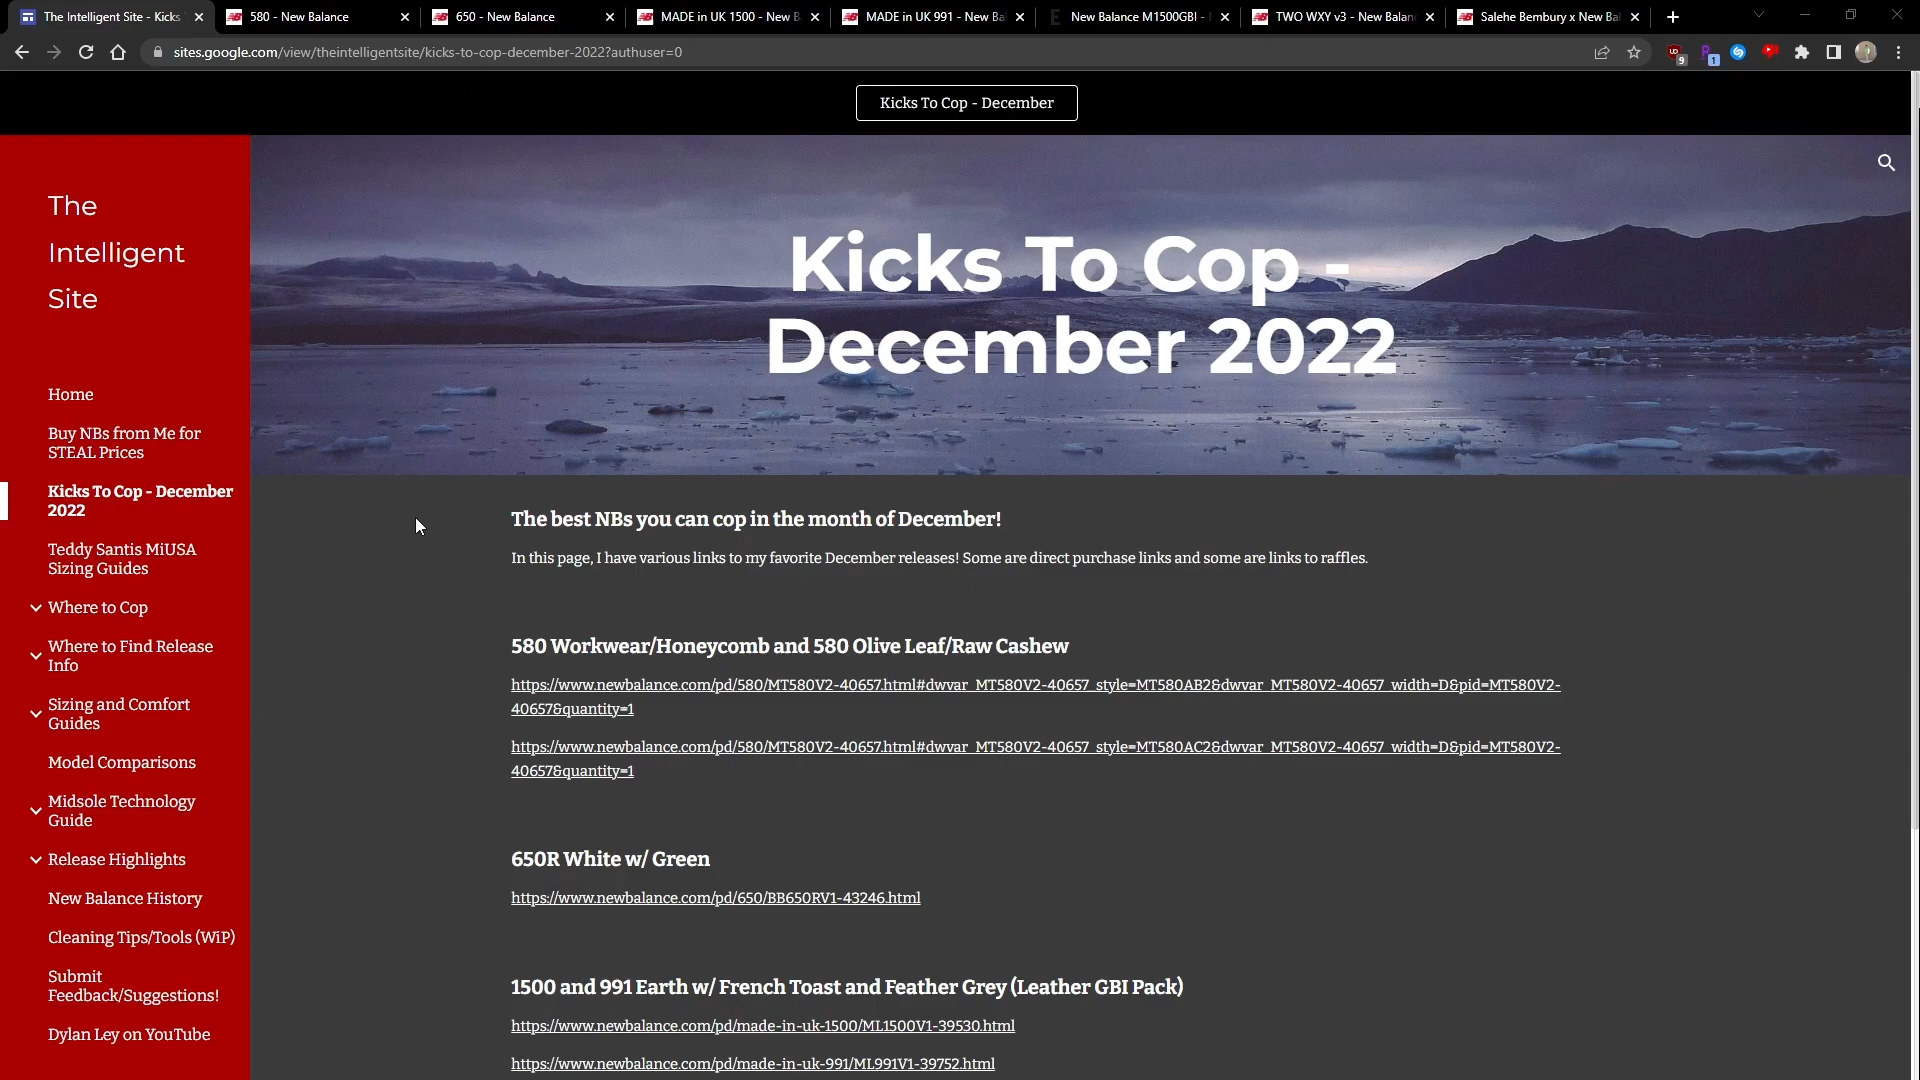 The Intelligent Site - Kicks
580 - New Balance
650 - New Balance
MADE in UK 1500 - New B
MADE in UK 991 - New Ba
New Balance M1500GBI -
TWO WXY v3 - New Balan
Salehe Bembury x New Bal
sites.google.com/view/theintelligentsite/kicks-to-cop-december-2022?authuser=0
9
1
Kicks To Cop - December
The
Intelligent
Site
Home
Buy NBs from Me for
STEAL Prices
Kicks To Cop - December
2022
Teddy Santis MiUSA
Sizing Guides
Where to Cop
Where to Find Release
Info
Sizing and Comfort
Guides
Model Comparisons
Midsole Technology
Guide
Release Highlights
New Balance History
Cleaning Tips/Tools (WiP)
Submit
Feedback/Suggestions!
Dylan Ley on YouTube
Kicks To Cop -
December 2022
The best NBs you can cop in the month of December!
In this page, I have various links to my favorite December releases! Some are direct purchase links and some are links to raffles.
580 Workwear/Honeycomb and 580 Olive Leaf/Raw Cashew
https://www.newbalance.com/pd/580/MT580V2-40657.html#dwvar_MT580V2-40657_style=MT580AB2&dwvar_MT580V2-40657_width=D&pid=MT580V2-
40657&quantity=1
https://www.newbalance.com/pd/580/MT580V2-40657.html#dwvar_MT580V2-40657_style=MT580AC2&dwvar_MT580V2-40657_width=D&pid=MT580V2-
40657&quantity=1
650R White w/ Green
https://www.newbalance.com/pd/650/BB650RV1-43246.html
1500 and 991 Earth w/ French Toast and Feather Grey (Leather GBI Pack)
https://www.newbalance.com/pd/made-in-uk-1500/ML1500V1-39530.html
https://www.newbalance.com/pd/made-in-uk-991/ML991V1-39752.html